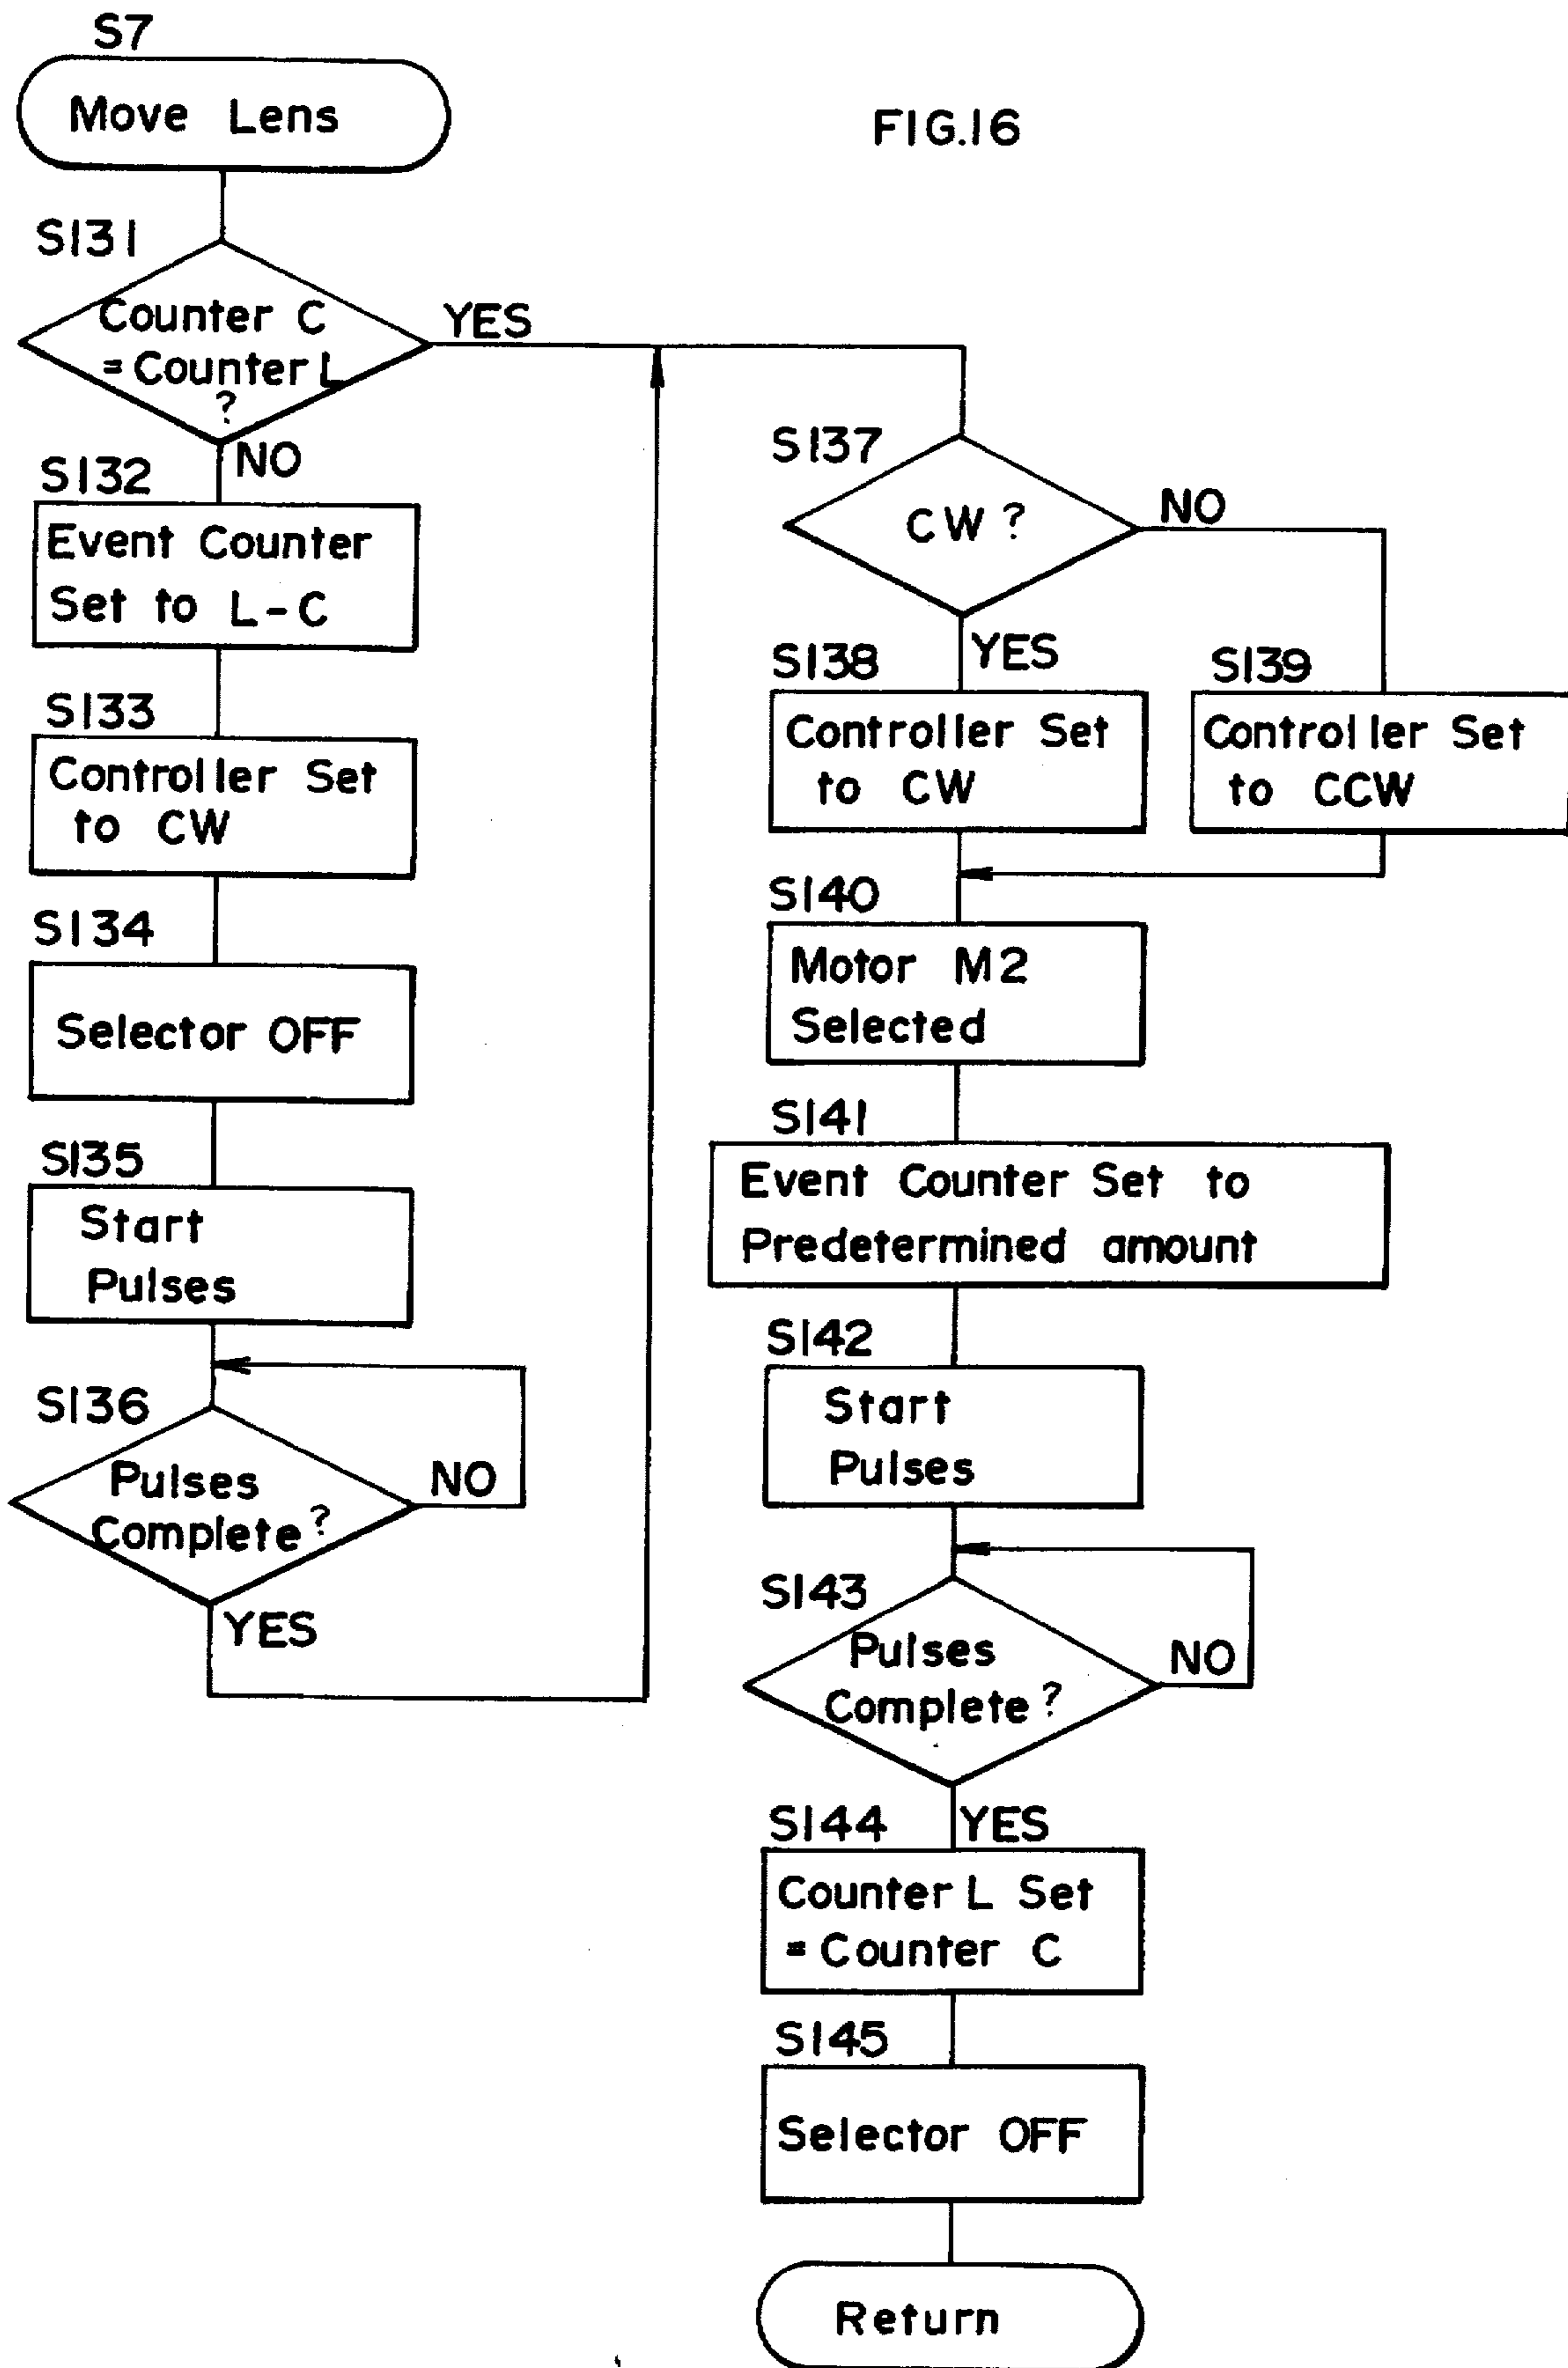 S7
Move Lens
FIG.16
S131
Counter C
= Counter L
?
YES
NO
S132
Event Counter
Set to L-C
S133
Controller Set
to CW
S134
Selector OFF
S135
Start
Pulses
S136
Pulses
Complete?
NO
YES
S137
CW?
NO
YES
S138
Controller Set
to CW
S139
Controller Set
to CCW
S140
Motor M2
Selected
S141
Event Counter Set to
Predetermined amount
S142
Start
Pulses
S143
Pulses
Complete?
NO
YES
S144
Counter L Set
= Counter C
S145
Selector OFF
Return